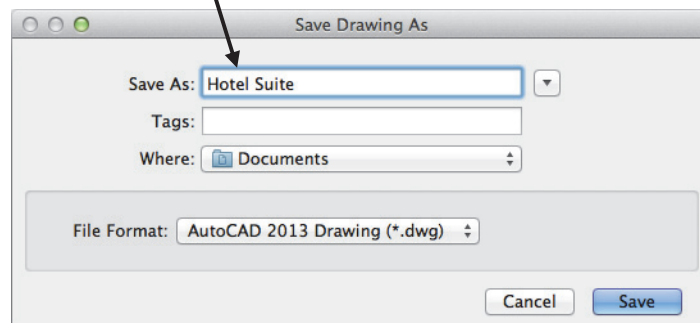 Save Drawing As
Save As: Hotel Suite
Tags:
Where: Documents
File Format: AutoCAD 2013 Drawing (*.dwg)
Cancel Save